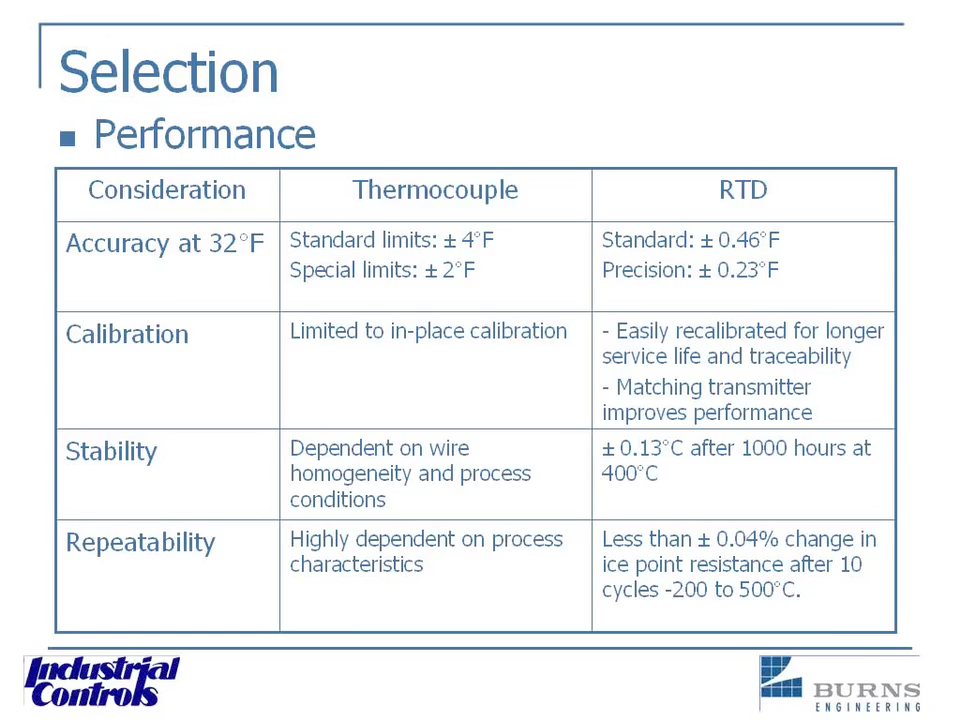 Selection
Performance
Consideration
Thermocouple
RTD
Accuracy at 32°F
Standard limits: ± 4°F
Special limits: ± 2°F
Standard: ± 0.46°F
Precision: ± 0.23°F
Calibration
Limited to in-place calibration
- Easily recalibrated for longer
service life and traceability
- Matching transmitter
improves performance
Stability
Dependent on wire
homogeneity and process
conditions
± 0.13°C after 1000 hours at
400°C
Repeatability
Highly dependent on process
characteristics
Less than ± 0.04% change in
ice point resistance after 10
cycles -200 to 500°C.
Industrial
Controls
BURNS
ENGINEERING